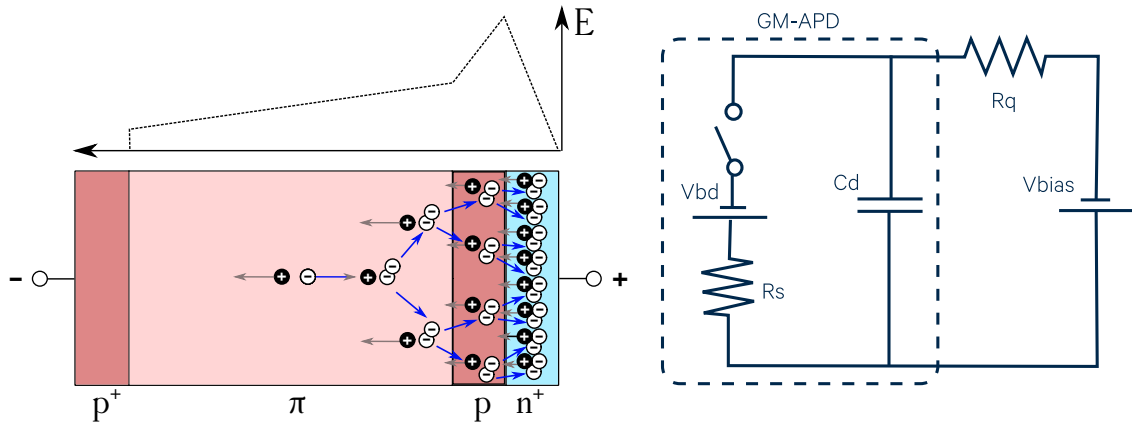 E
GM-APD
Rq
Vbd
Cd
Vbias
Rs
-
+
p+
π
p
n+